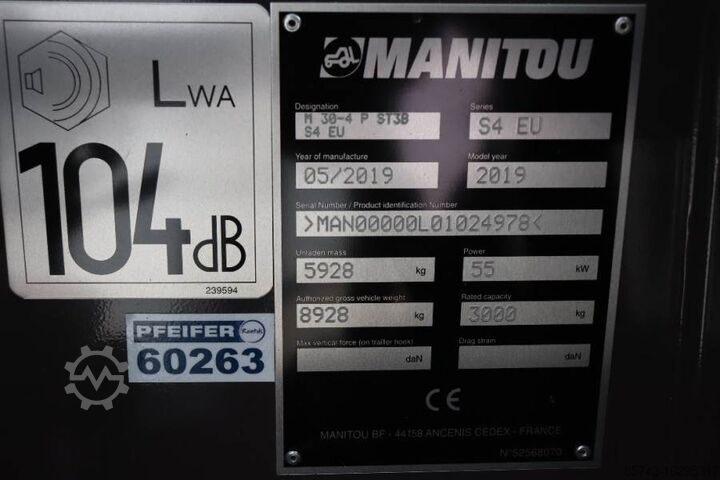 LWA
104dB
239594
PFEIFER Rentek
60263
MANITOU
Designation
M 30-4 P ST3B
S4 EU
Series
S4 EU
Year of manufacture
05/2019
Model year
2019
Serial Number / Product identification Number
>MAN00000L01024978<
Unladen mass
5928 kg
Power
55 kW
Authorized gross vehicle weight
8928 kg
Rated capacity
3000 kg
Max vertical force (on trailer hook)
daN
Drag strain
daN
CE
MANITOU BF - 44158 ANCENIS CEDEX - FRANCE
N°52568070